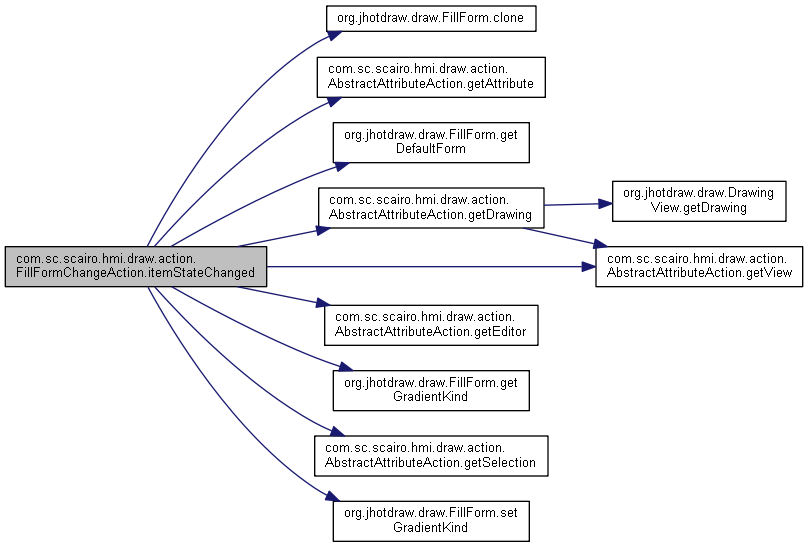 org.jhotdraw.draw.FillForm.clone
com.sc.scairo.hmi.draw.action.
AbstractAttributeAction.getAttribute
org.jhotdraw.draw.FillForm.get
DefaultForm
com.sc.scairo.hmi.draw.action.
AbstractAttributeAction.getDrawing
org.jhotdraw.draw.Drawing
View.getDrawing
com.sc.scairo.hmi.draw.action.
FillFormChangeAction.itemStateChanged
com.sc.scairo.hmi.draw.action.
AbstractAttributeAction.getView
com.sc.scairo.hmi.draw.action.
AbstractAttributeAction.getEditor
org.jhotdraw.draw.FillForm.get
GradientKind
com.sc.scairo.hmi.draw.action.
AbstractAttributeAction.getSelection
org.jhotdraw.draw.FillForm.set
GradientKind